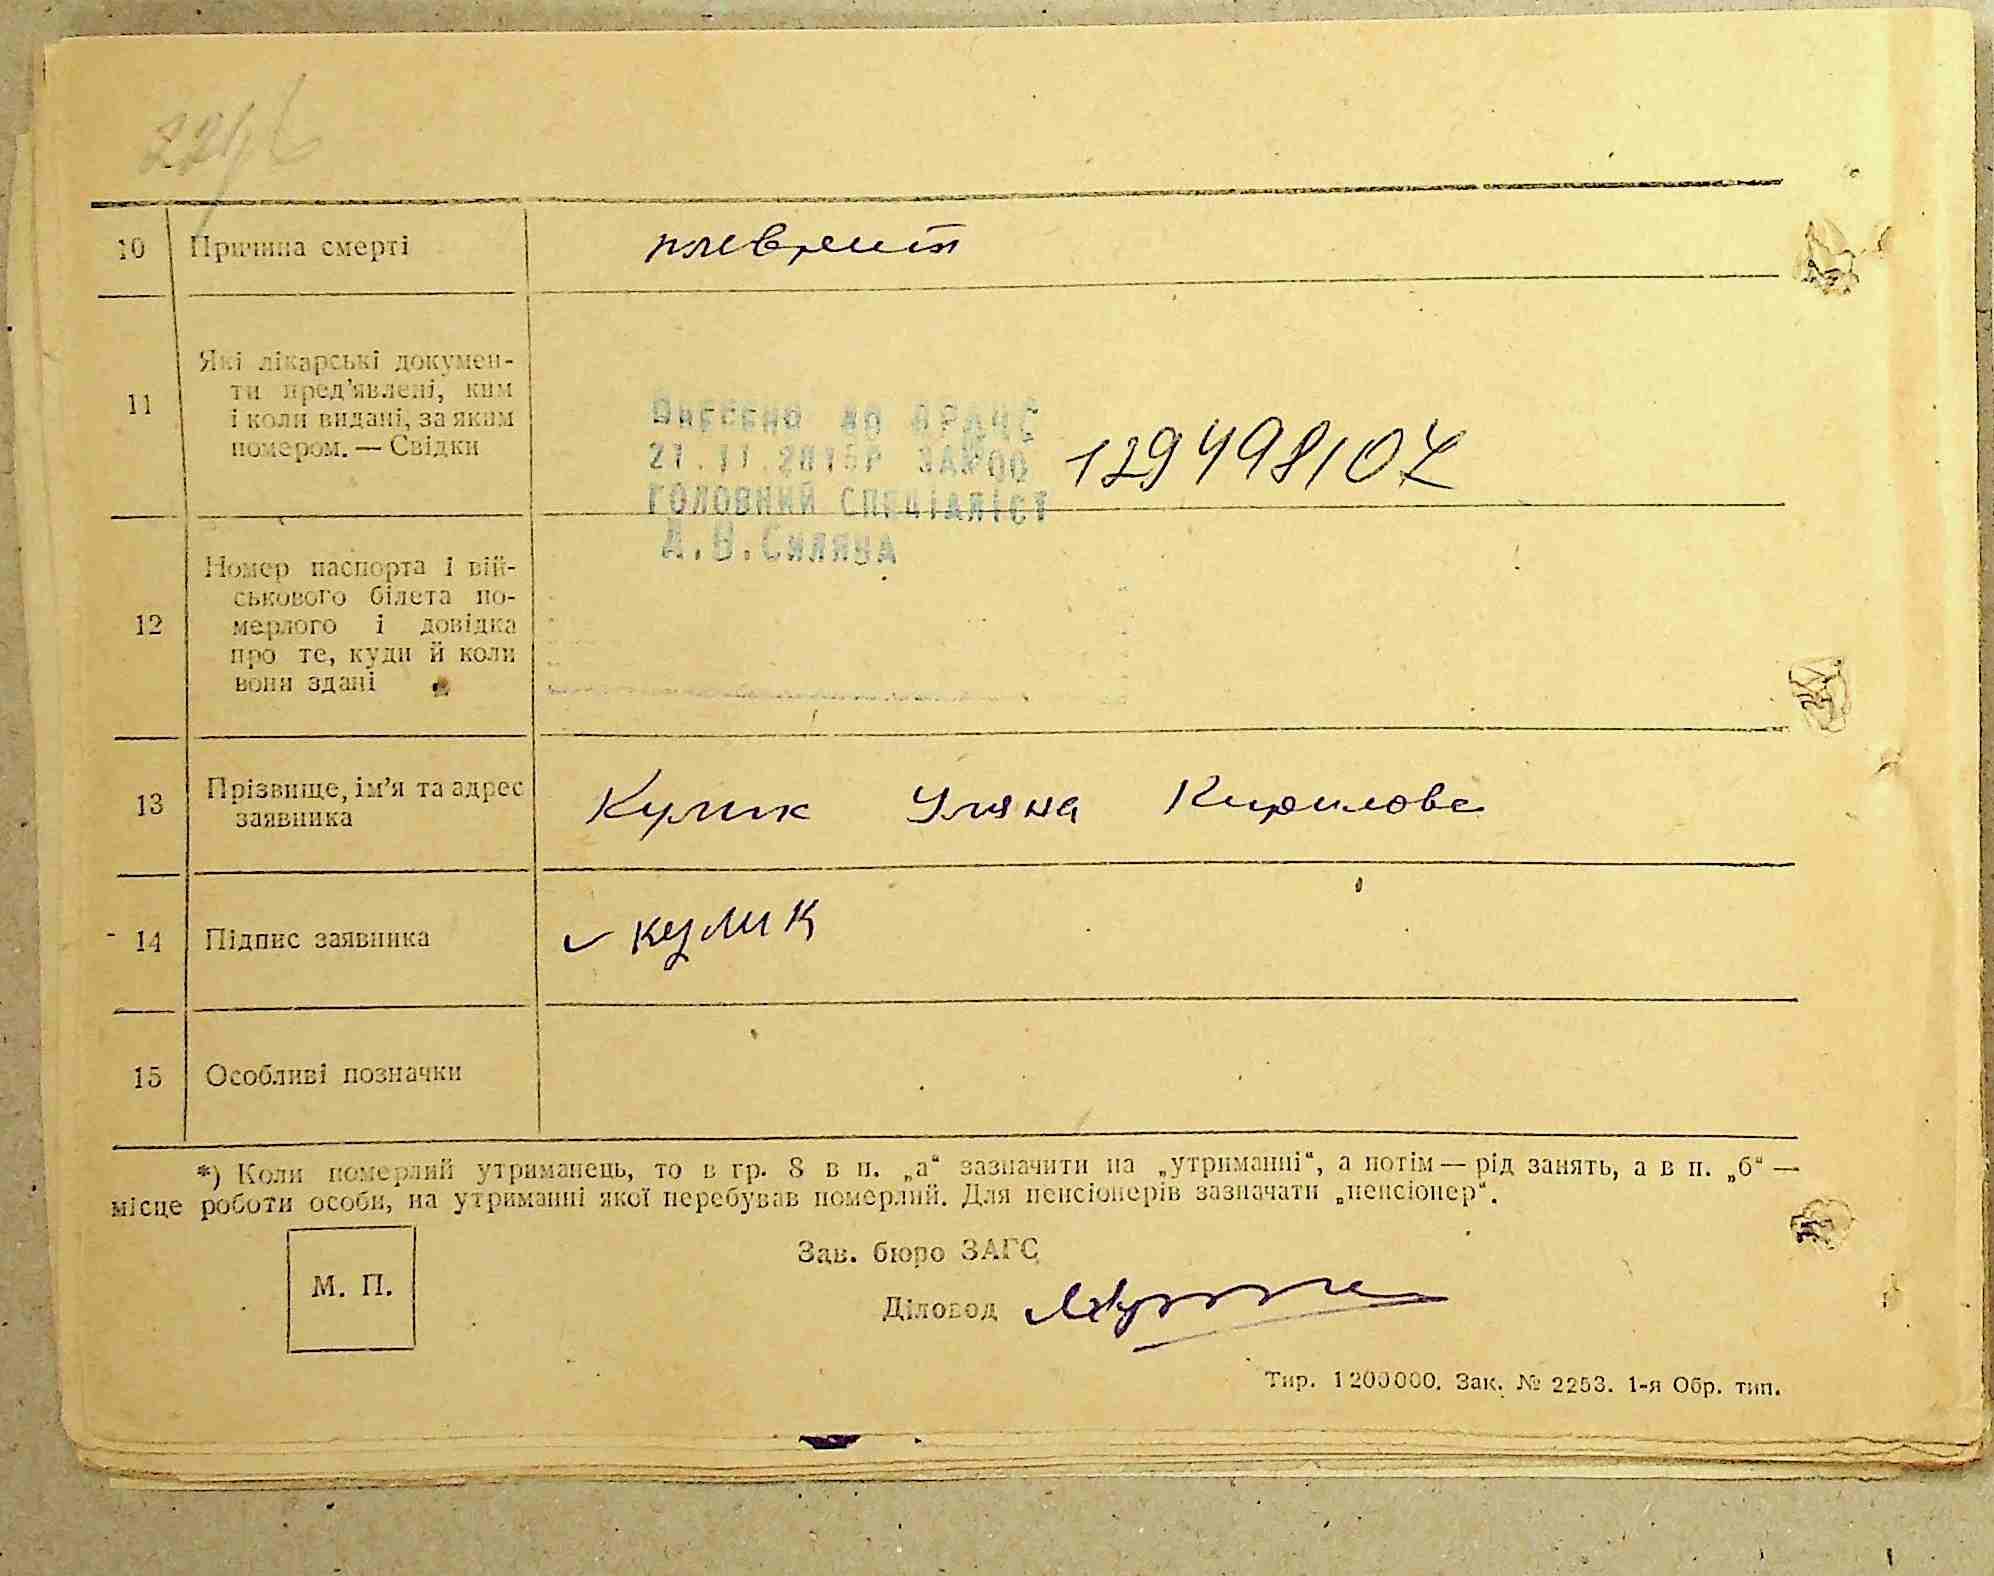 2246
10 Причина смерті плеврит
11 Які лікарські докумен-
ти пред'явлені, ким
і коли видані, за яким
номером. — Свідки
ВНЕСЕНО ДО ДРАЦС
21.11.2015Р ЗА №00 129498107
ГОЛОВНИЙ СПЕЦІАЛІСТ
А.В.
12 Номер паспорта і вій-
ськового білета по-
мерлого і довідка
про те, куди й коли
вони здані
13 Прізвище, ім'я та адрес
заявника
Кулик Уляна Кирилова
14 Підпис заявника кулик
15 Особливі позначки
*) Коли померлий утриманець, то в гр. 8 в п. „а“ зазначити на „утриманні“, а потім — рід занять, а в п. „б“ —
місце роботи особи, на утриманні якої перебував померлий. Для пенсіонерів зазначати „пенсіонер“.
Зав. бюро ЗАГС
М. П.
Діловод
Тир. 1200000. Зак. № 2253. 1-я Обр. тип.